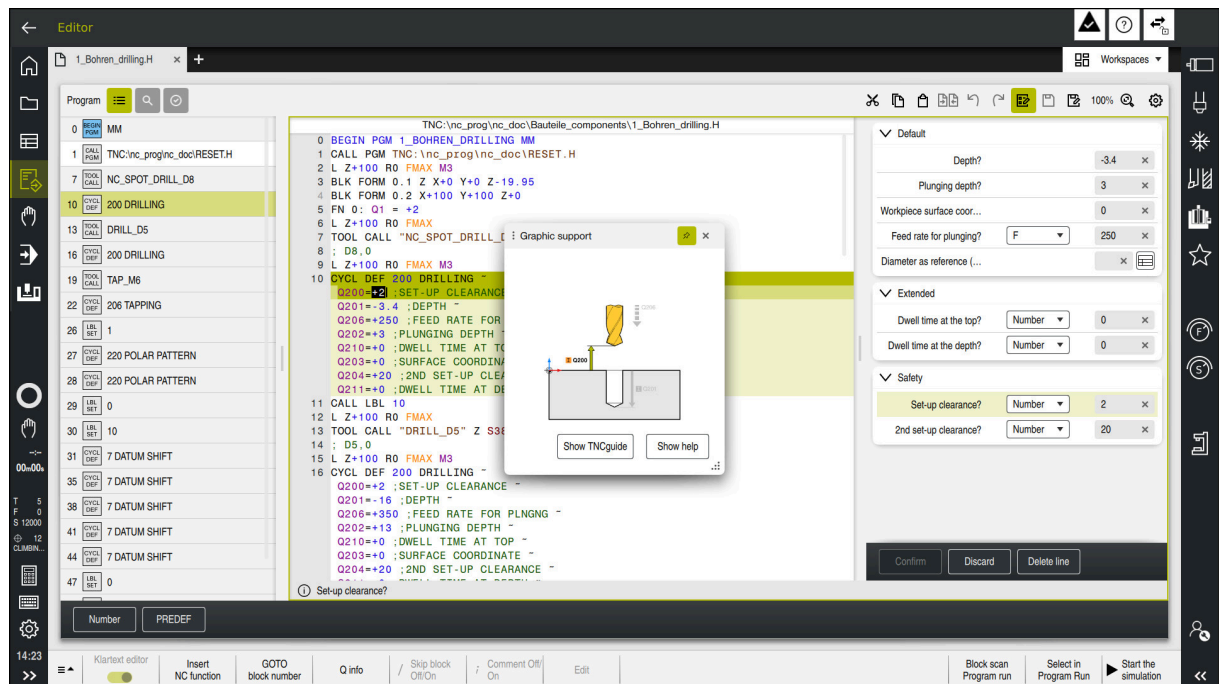 Editor
1_Bohren_drilling.H
Workspaces
Program
100%
0 BEGIN PGM MM
1 CALL PGM TNC:\nc_prog\nc_doc\RESET.H
7 TOOL CALL NC_SPOT_DRILL_D8
10 CYCL DEF 200 DRILLING
13 TOOL CALL DRILL_D5
16 CYCL DEF 200 DRILLING
19 TOOL CALL TAP_M6
22 CYCL DEF 206 TAPPING
26 LBL SET 1
27 CYCL DEF 220 POLAR PATTERN
28 CYCL DEF 220 POLAR PATTERN
29 LBL SET 0
30 LBL SET 10
31 CYCL DEF 7 DATUM SHIFT
35 CYCL DEF 7 DATUM SHIFT
38 CYCL DEF 7 DATUM SHIFT
41 CYCL DEF 7 DATUM SHIFT
44 CYCL DEF 7 DATUM SHIFT
47 LBL SET 0
TNC:\nc_prog\nc_doc\Bauteile_components\1_Bohren_drilling.H
0 BEGIN PGM 1_BOHREN_DRILLING MM
1 CALL PGM TNC:\nc_prog\nc_doc\RESET.H
2 L Z+100 R0 FMAX M3
3 BLK FORM 0.1 Z X+0 Y+0 Z-19.95
4 BLK FORM 0.2 X+100 Y+100 Z+0
5 FN 0: Q1 = +2
6 L Z+100 R0 FMAX
7 TOOL CALL "NC_SPOT_DRILL_
8 ; D8,0
9 L Z+100 R0 FMAX M3
10 CYCL DEF 200 DRILLING ~
Q200=+2 ;SET-UP CLEARANCE
Q201=-3.4 ;DEPTH ~
Q206=+250 ;FEED RATE FOR
Q202=+3 ;PLUNGING DEPTH ~
Q210=+0 ;DWELL TIME AT TO
Q203=+0 ;SURFACE COORDINA
Q204=+20 ;2ND SET-UP CLEA
Q211=+0 ;DWELL TIME AT DE
11 CALL LBL 10
12 L Z+100 R0 FMAX
13 TOOL CALL "DRILL_D5" Z S38
14 ; D5,0
15 L Z+100 R0 FMAX M3
16 CYCL DEF 200 DRILLING ~
Q200=+2 ;SET-UP CLEARANCE ~
Q201=-16 ;DEPTH ~
Q206=+350 ;FEED RATE FOR PLNGNG ~
Q202=+13 ;PLUNGING DEPTH ~
Q210=+0 ;DWELL TIME AT TOP ~
Q203=+0 ;SURFACE COORDINATE ~
Q204=+20 ;2ND SET-UP CLEARANCE ~
Set-up clearance?
Graphic support
Q206
Q200
Q201
Show TNCguide
Show help
Default
Depth? -3.4
Plunging depth? 3
Workpiece surface coor... 0
Feed rate for plunging? F 250
Diameter as reference (...
Extended
Dwell time at the top? Number 0
Dwell time at the depth? Number 0
Safety
Set-up clearance? Number 2
2nd set-up clearance? Number 20
Confirm
Discard
Delete line
Number
PREDEF
-:--
00m00s
T 5
F 0
S 12000
12
CLIMBIN...
14:23
Klartext editor
Insert
NC function
GOTO
block number
Q info
/ Skip block
Off/On
; Comment Off/
On
Edit
Block scan
Program run
Select in
Program Run
Start the
simulation
F
S